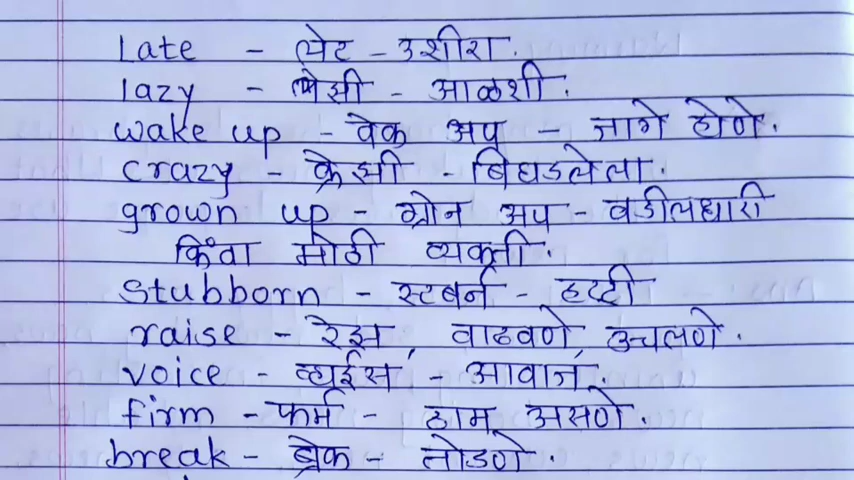 Late - लेट - उशीरा.
lazy - लेझी - आळशी.
wake up - वेक अप - जागे होणे.
crazy - क्रेझी - बिघडलेला.
grown up - ग्रोन अप - वडीलधारी
किंवा मोठी व्यक्ती.
stubborn - स्टबर्न - हट्टी
raise - रेझ, वाढवणे, उचलणे.
voice - व्हाईस - आवाज.
firm - फर्म - ठाम असणे.
break - ब्रेक - तोडणे.